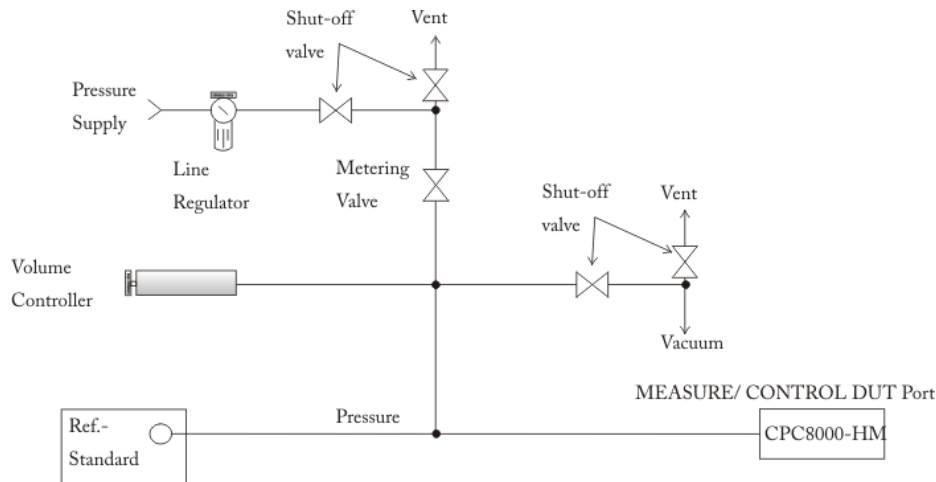 Shut-off
valve
Vent
Pressure
Supply
Line
Regulator
Metering
Valve
Shut-off
valve
Vent
Volume
Controller
Vacuum
MEASURE/ CONTROL DUT Port
Pressure
Ref.-
Standard
CPC8000-HM